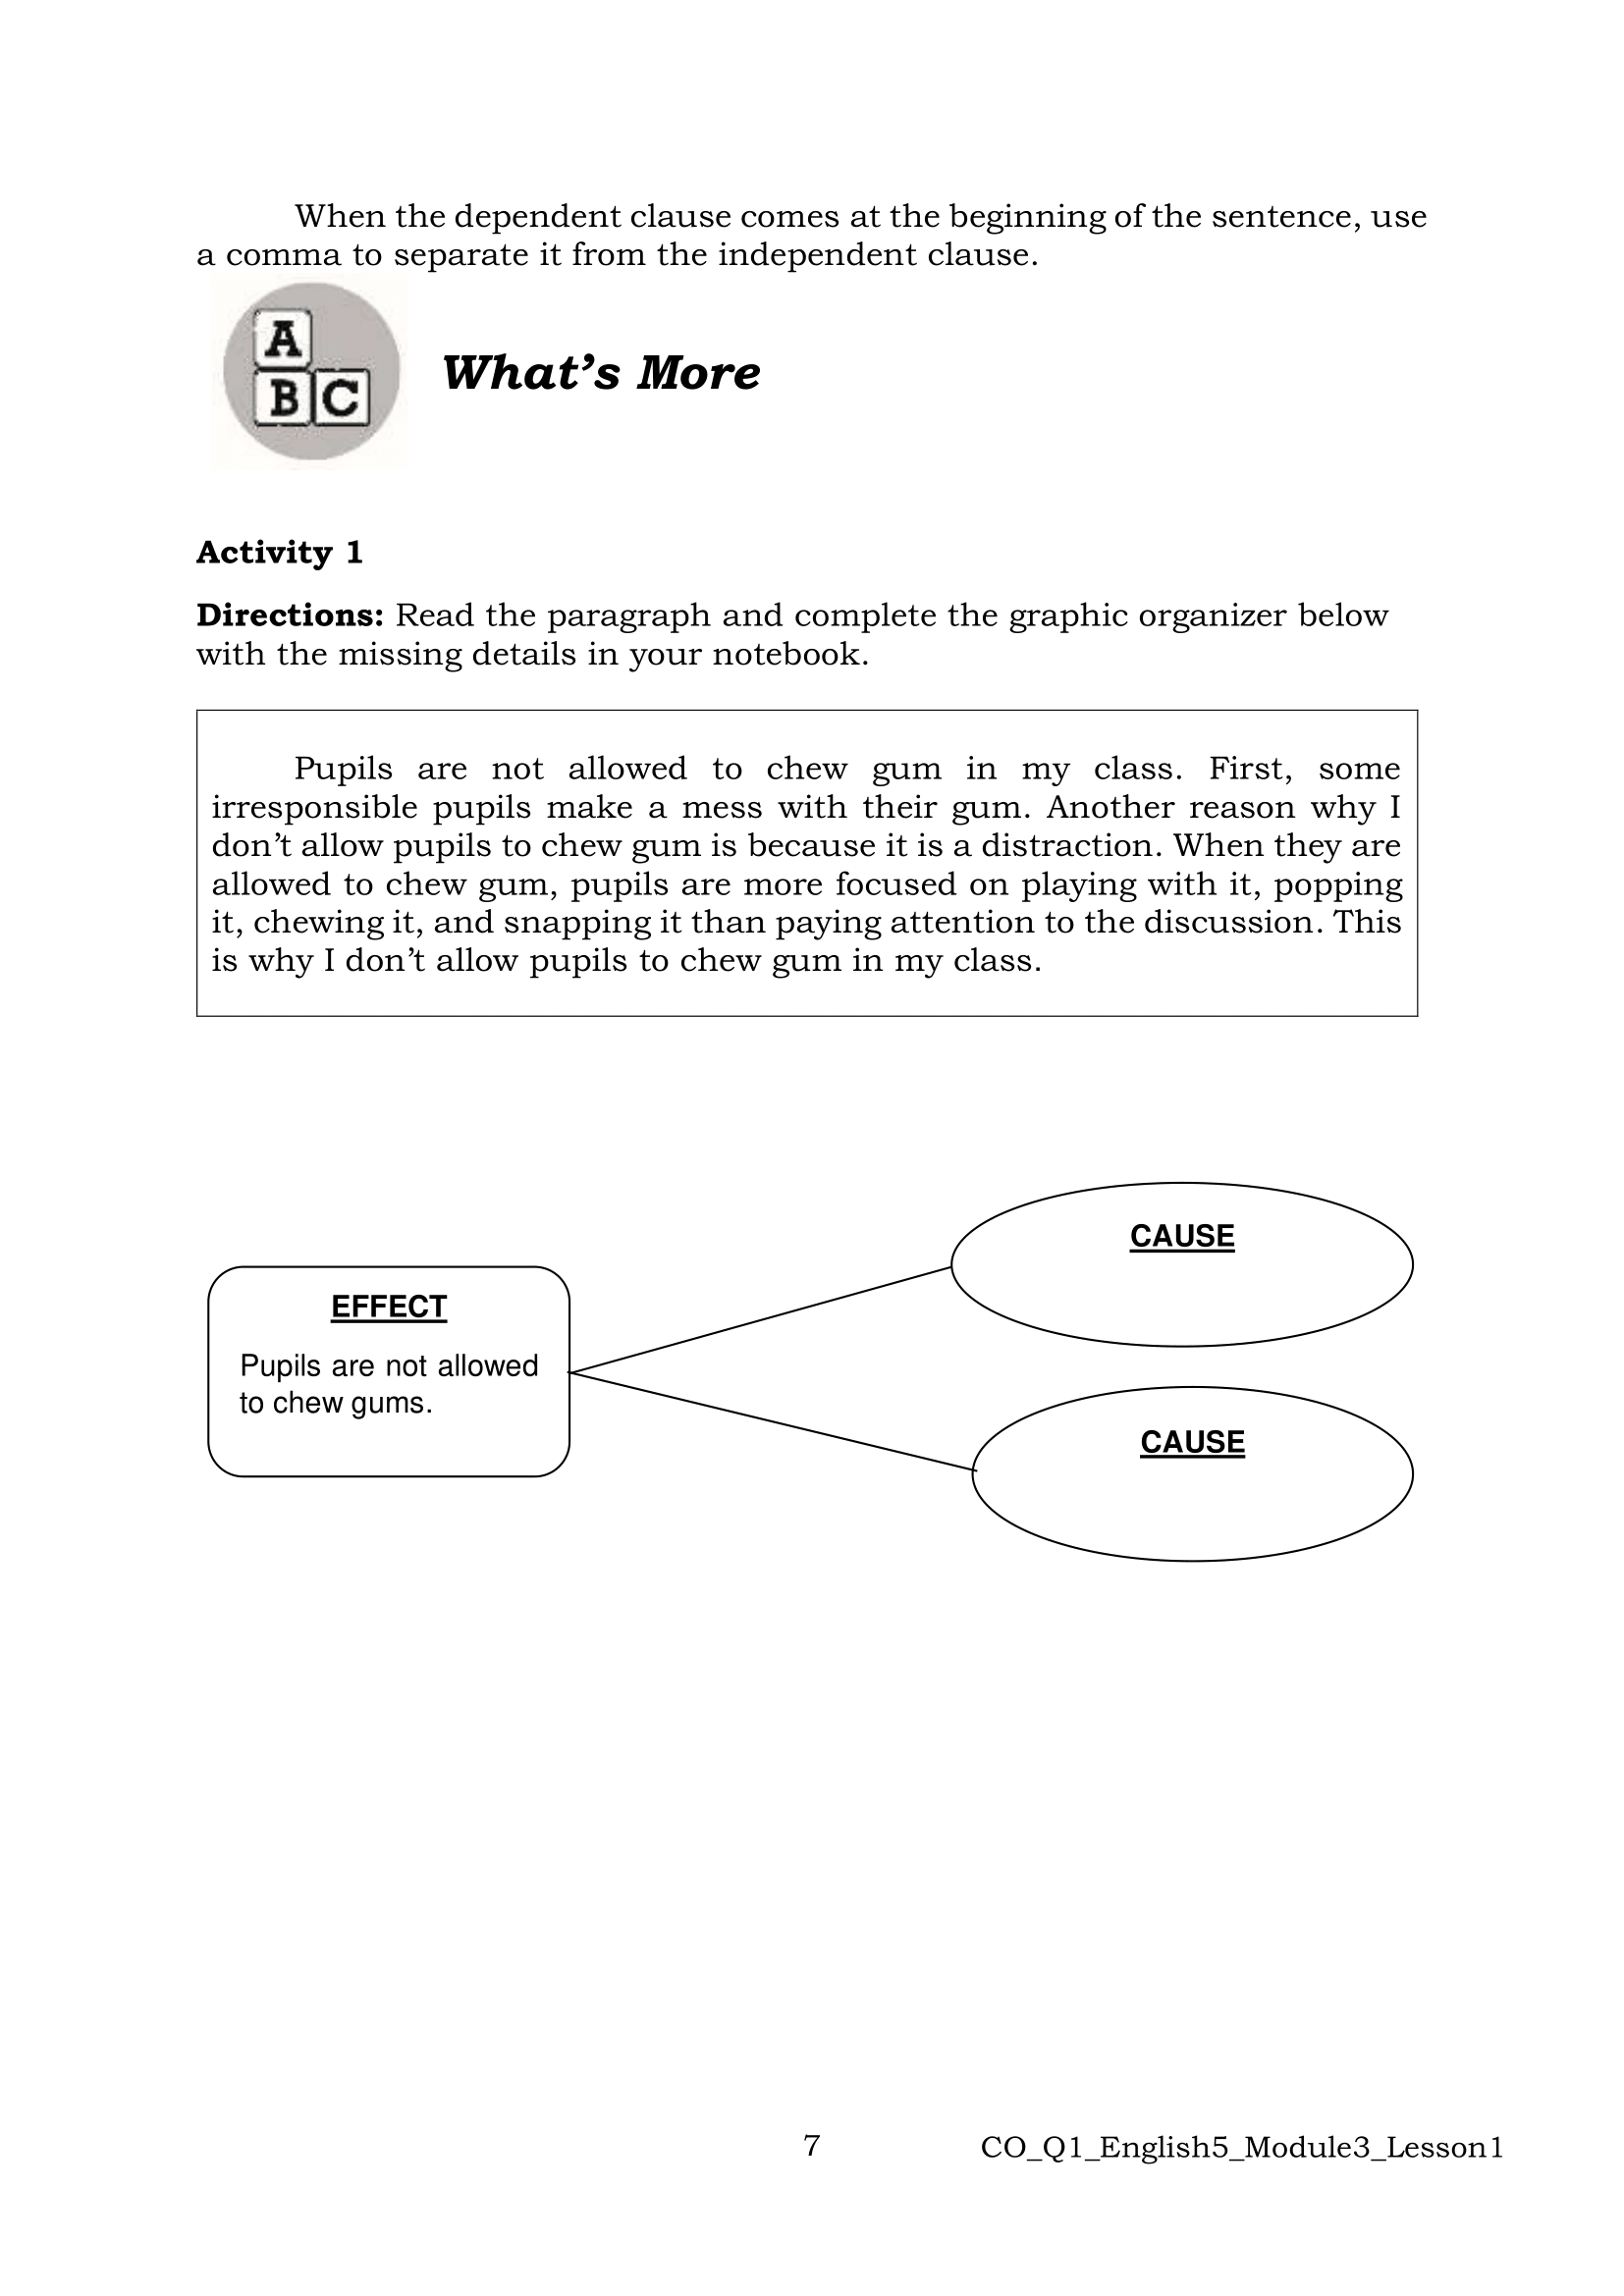 When the dependent clause comes at the beginning of the sentence, use
a comma to separate it from the independent clause.
A
B C
What's More
Activity 1
Directions: Read the paragraph and complete the graphic organizer below
with the missing details in your notebook.
Pupils are not allowed to chew gum in my class. First, some
irresponsible pupils make a mess with their gum. Another reason why I
don't allow pupils to chew gum is because it is a distraction. When they are
allowed to chew gum, pupils are more focused on playing with it, popping
it, chewing it, and snapping it than paying attention to the discussion. This
is why I don't allow pupils to chew gum in my class.
EFFECT
Pupils are not allowed
to chew gums.
CAUSE
CAUSE
7
CO_Q1_English5_Module3_Lesson1